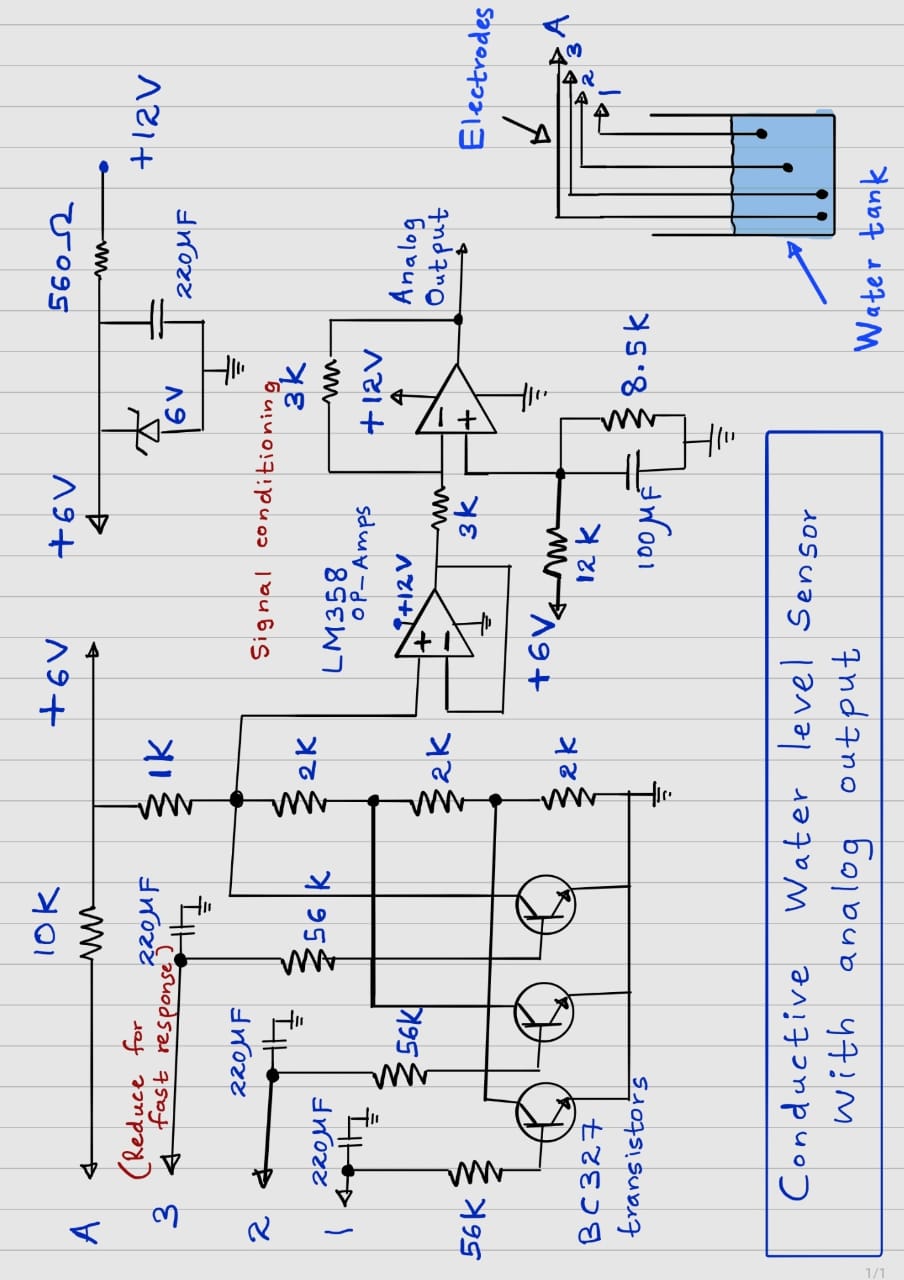 +6V
560Ω
+12V
6V
220μF
+6V
10K
1K
A
3
(Reduce for
fast response)
220μF
2
220μF
1
220μF
56K
56K
56 K
2K
2K
2K
BC327
transistors
Signal conditioning
LM358
OP-Amps
+12V
+
-
3K
3K
+12V
-
+
Analog
Output
+6V
12K
100μF
8.5K
Electrodes
A
3
2
1
Water tank
Conductive Water level Sensor
with analog output
1/1